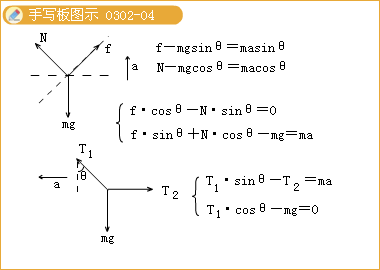 手写板图示 0302-04
N
f
a
mg
f-mgsinθ=masinθ
N-mgcosθ=macosθ
f·cosθ-N·sinθ=0
f·sinθ+N·cosθ-mg=ma
T₁
θ
a
T₂
mg
T₁·sinθ-T₂=ma
T₁·cosθ-mg=0